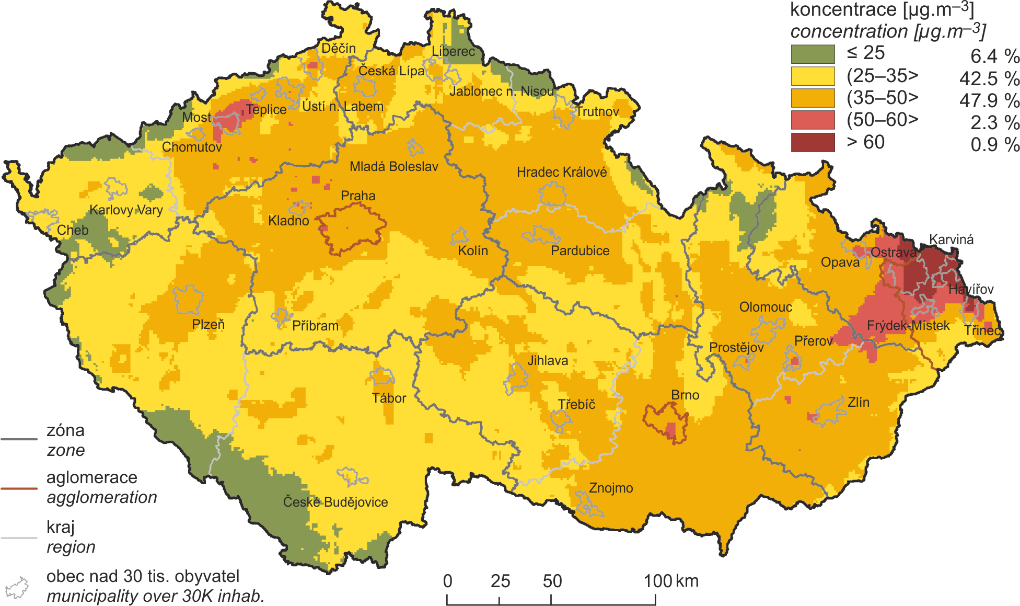 koncentrace [µg.m–3]
concentration [µg.m–3]
≤ 25 6.4 %
(25–35> 42.5 %
(35–50> 47.9 %
(50–60> 2.3 %
> 60 0.9 %
Děčín
Liberec
Česká Lípa
Jablonec n. Nisou
Teplice
Ústí n. Labem
Most
Trutnov
Chomutov
Mladá Boleslav
Hradec Králové
Karlovy Vary
Praha
Kladno
Cheb
Kolín
Pardubice
Karviná
Ostrava
Opava
Havířov
Olomouc
Plzeň
Příbram
Frýdek-Místek
Třinec
Přerov
Prostějov
Jihlava
Tábor
Brno
Třebíč
Zlín
Znojmo
České Budějovice
zóna
zone
aglomerace
agglomeration
kraj
region
obec nad 30 tis. obyvatel
municipality over 30K inhab.
0 25 50 100 km